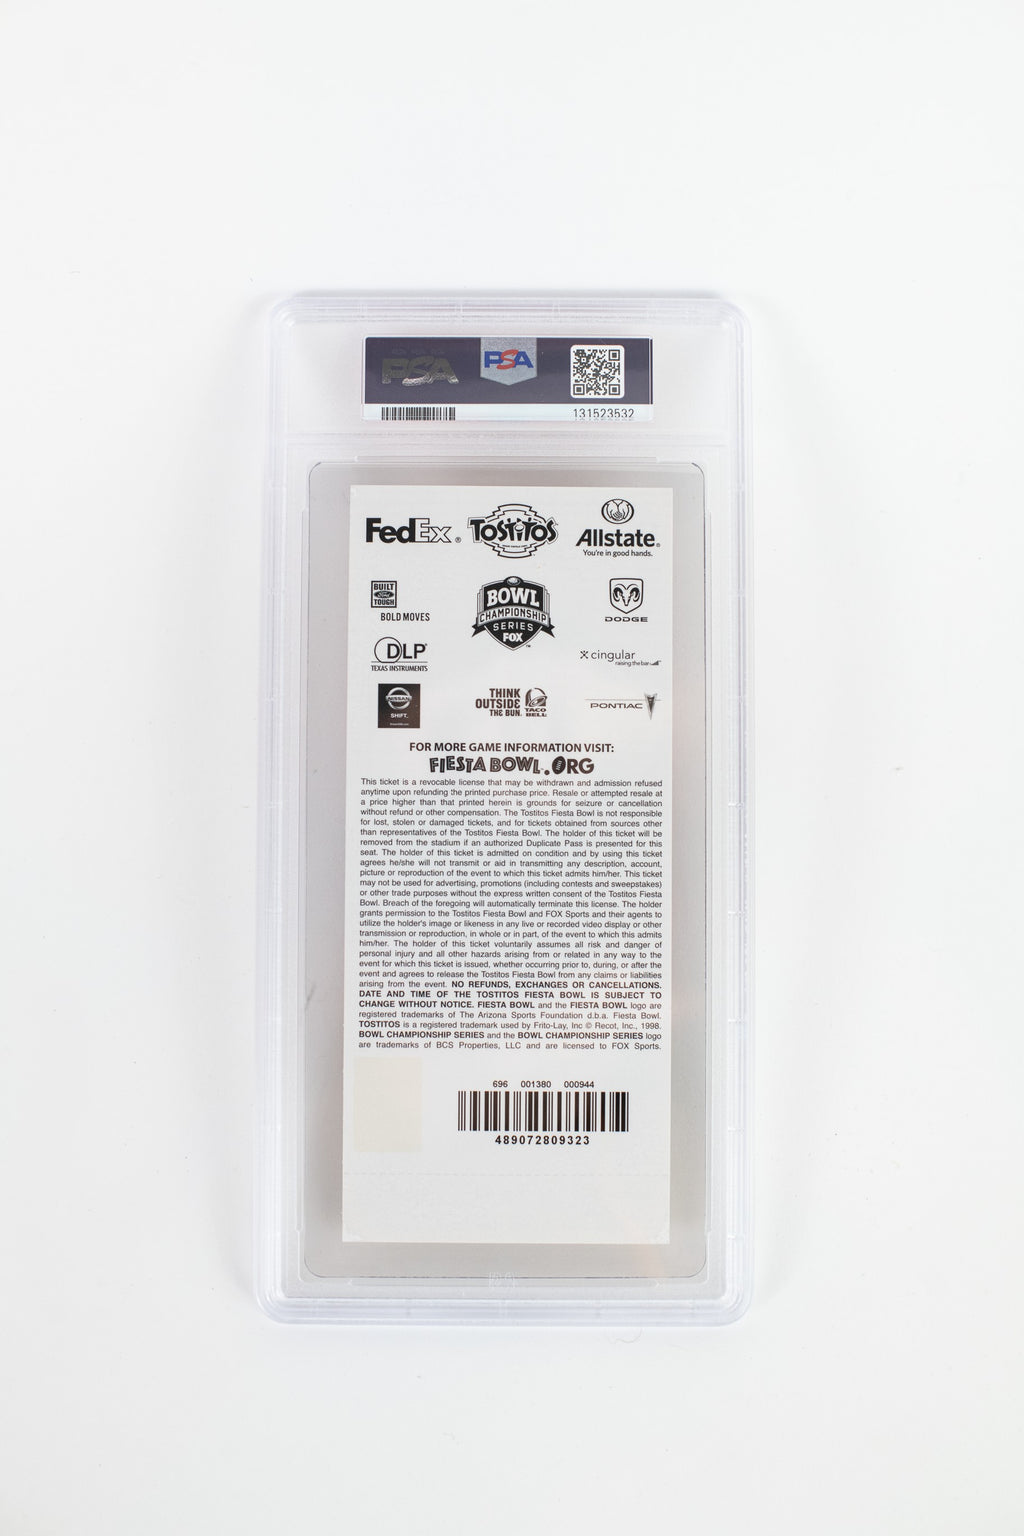 PSA
PSA
131523532
FedEx®
TOSTITOS
Allstate®
You're in good hands.
BUILT
Ford
TOUGH
BOLD MOVES
BOWL
CHAMPIONSHIP
SERIES
FOX
™
DODGE
DLP®
TEXAS INSTRUMENTS
cingular
raising the bar
NISSAN
SHIFT_
THINK
OUTSIDE
THE BUN.
TACO
BELL
PONTIAC
FOR MORE GAME INFORMATION VISIT:
FIESTA BOWL.ORG
This ticket is a revocable license that may be withdrawn and admission refused
anytime upon refunding the printed purchase price. Resale or attempted resale at
a price higher than that printed herein is grounds for seizure or cancellation
without refund or other compensation. The Tostitos Fiesta Bowl is not responsible
for lost, stolen or damaged tickets, and for tickets obtained from sources other
than representatives of the Tostitos Fiesta Bowl. The holder of this ticket will be
removed from the stadium if an authorized Duplicate Pass is presented for this
seat. The holder of this ticket is admitted on condition and by using this ticket
agrees he/she will not transmit or aid in transmitting any description, account,
picture or reproduction of the event to which this ticket admits him/her. This ticket
may not be used for advertising, promotions (including contests and sweepstakes)
or other trade purposes without the express written consent of the Tostitos Fiesta
Bowl. Breach of the foregoing will automatically terminate this license. The holder
grants permission to the Tostitos Fiesta Bowl and FOX Sports and their agents to
utilize the holder's image or likeness in any live or recorded video display or other
transmission or reproduction, in whole or in part, of the event to which this admits
him/her. The holder of this ticket voluntarily assumes all risk and danger of
personal injury and all other hazards arising from or related in any way to the
event for which this ticket is issued, whether occurring prior to, during, or after the
event and agrees to release the Tostitos Fiesta Bowl from any claims or liabilities
arising from the event. NO REFUNDS, EXCHANGES OR CANCELLATIONS.
DATE AND TIME OF THE TOSTITOS FIESTA BOWL IS SUBJECT TO
CHANGE WITHOUT NOTICE. FIESTA BOWL and the FIESTA BOWL logo are
registered trademarks of The Arizona Sports Foundation d.b.a. Fiesta Bowl.
TOSTITOS is a registered trademark used by Frito-Lay, Inc © Recot, Inc., 1998.
BOWL CHAMPIONSHIP SERIES and the BOWL CHAMPIONSHIP SERIES logo
are trademarks of BCS Properties, LLC and are licensed to FOX Sports.
696 001380 000944
489072809323